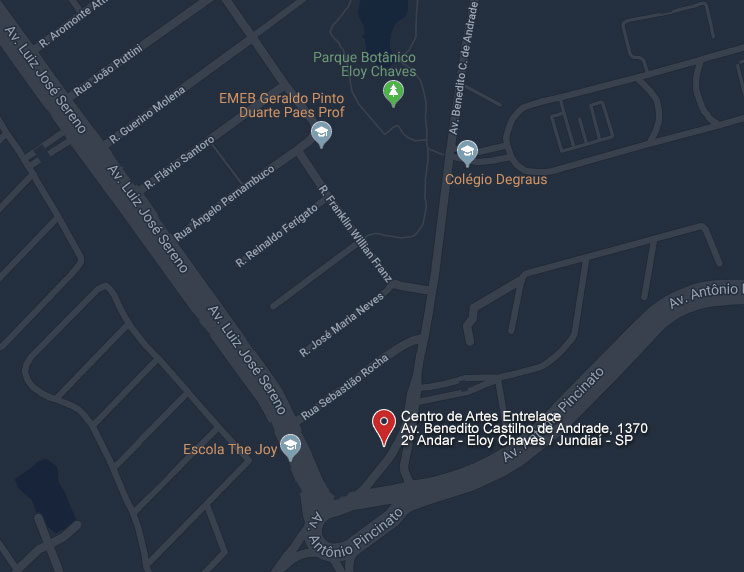 R. Aromonte Att
Av. Luiz José Sereno
Rua João Puttini
Av. Benedito C. de Andrade
Parque Botânico
Eloy Chaves
R. Guerino Molena
EMEB Geraldo Pinto
Duarte Paes Prof
R. Flávio Santoro
Colégio Degraus
Av. Luiz José Sereno
Rua Ângelo Pernambuco
R. Franklin Willian Franz
R. Reinaldo Ferigato
Av. Antônio
R. José Maria Neves
Av. Luiz José Sereno
Rua Sebastião Rocha
Centro de Artes Entrelace
Av. Benedito Castilho de Andrade, 1370
2º Andar - Eloy Chaves / Jundiaí - SP
Av. Pincinato
Escola The Joy
Av. Antônio Pincinato